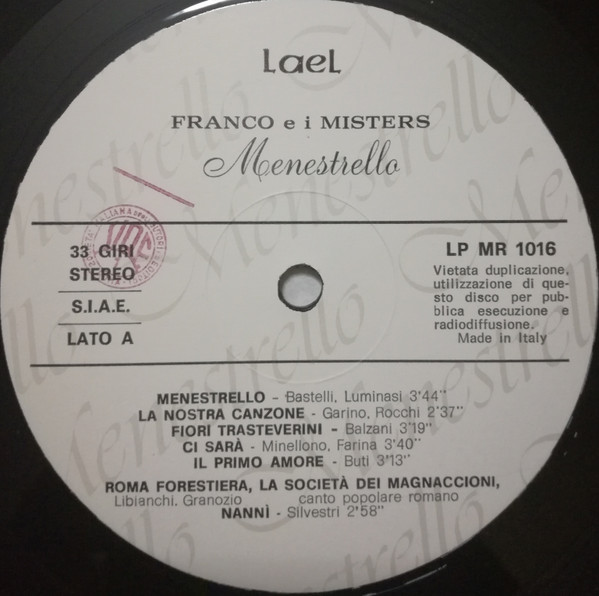 Lael
FRANCO e i MISTERS
Menestrello
33 GIRI
STEREO
S.I.A.E.
LATO A
LP MR 1016
Vietata duplicazione,
utilizzazione di que-
sto disco per pub-
blica esecuzione e
radiodiffusione.
Made in Italy
MENESTRELLO - Bastelli, Luminasi 3'44''
LA NOSTRA CANZONE - Garino, Rocchi 2'37''
FIORI TRASTEVERINI - Balzani 3'19''
CI SARÀ - Minellono, Farina 3'40''
IL PRIMO AMORE - Buti 3'13''
ROMA FORESTIERA, LA SOCIETÀ DEI MAGNACCIONI,
Libianchi, Granozio canto popolare romano
NANNÌ - Silvestri 2'58''